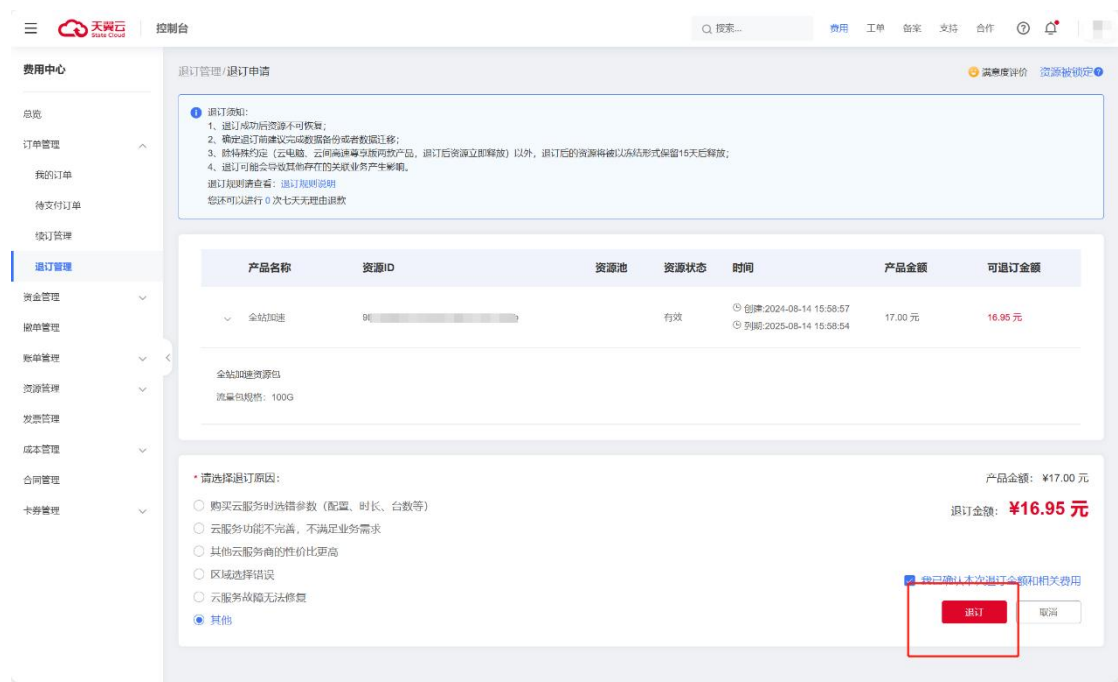 天翼云
State Cloud
控制台
搜索...
费用
工单
备案
支持
合作
费用中心
退订管理/退订申请
满意度评价
资源被锁定
总览
订单管理
我的订单
待支付订单
续订管理
退订管理
资金管理
撤单管理
账单管理
资源管理
发票管理
成本管理
合同管理
卡券管理
退订须知:
1、退订成功后资源不可恢复;
2、确定退订前建议完成数据备份或者数据迁移;
3、除特殊约定（云电脑、云间高速尊享版两款产品，退订后资源立即释放）以外，退订后的资源将被以冻结形式保留15天后释放;
4、退订可能会导致其他存在的关联业务产生影响。
退订规则请查看: 退订规则说明
您还可以进行 0 次七天无理由退款
产品名称
资源ID
资源池
资源状态
时间
产品金额
可退订金额
全站加速
有效
创建:2024-08-14 15:58:57
到期:2025-08-14 15:58:54
17.00 元
16.95 元
全站加速资源包
流量包规格: 100G
* 请选择退订原因:
购买云服务时选错参数（配置、时长、台数等）
云服务功能不完善，不满足业务需求
其他云服务商的性价比更高
区域选择错误
云服务故障无法修复
其他
产品金额: ¥17.00 元
退订金额: ¥16.95 元
我已确认本次退订金额和相关费用
退订
取消